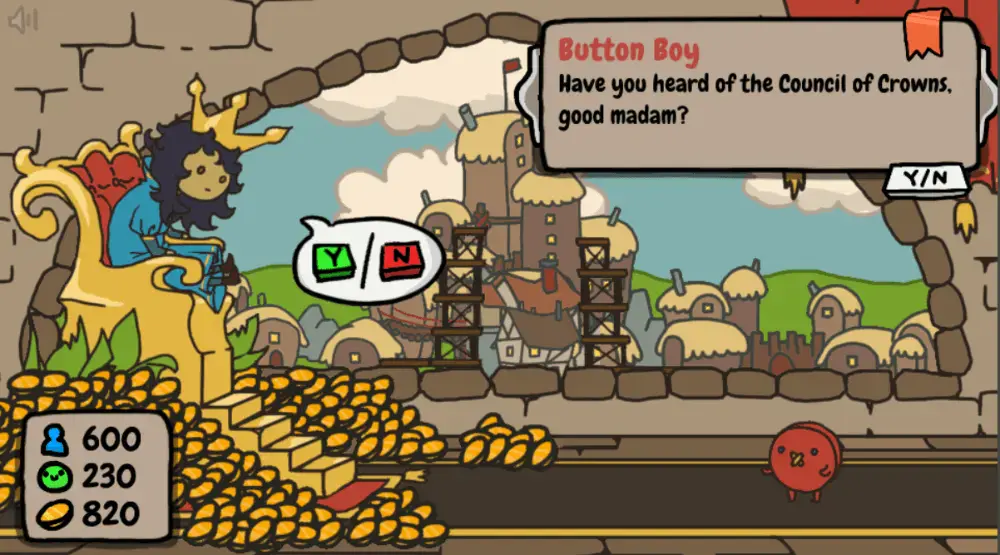 Button Boy
Have you heard of the Council of Crowns,
good madam?
Y/N
Y/N
600
230
820